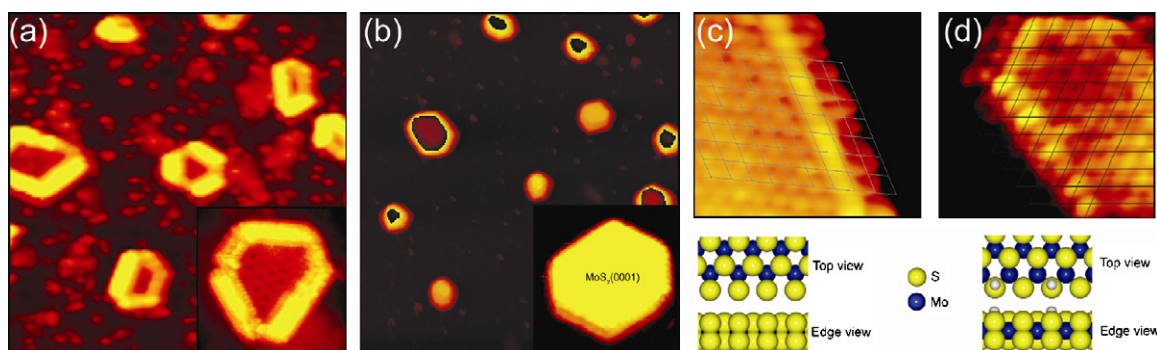 (a)
(b)
(c)
(d)
MoS2(0001)
Top view
S
Mo
Edge view
Top view
Edge view